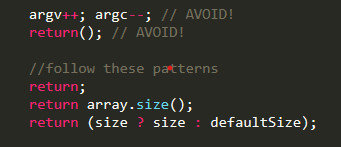 argv++; argc--; // AVOID!
return(); // AVOID!
//follow these patterns
return;
return array.size();
return (size ? size : defaultSize);